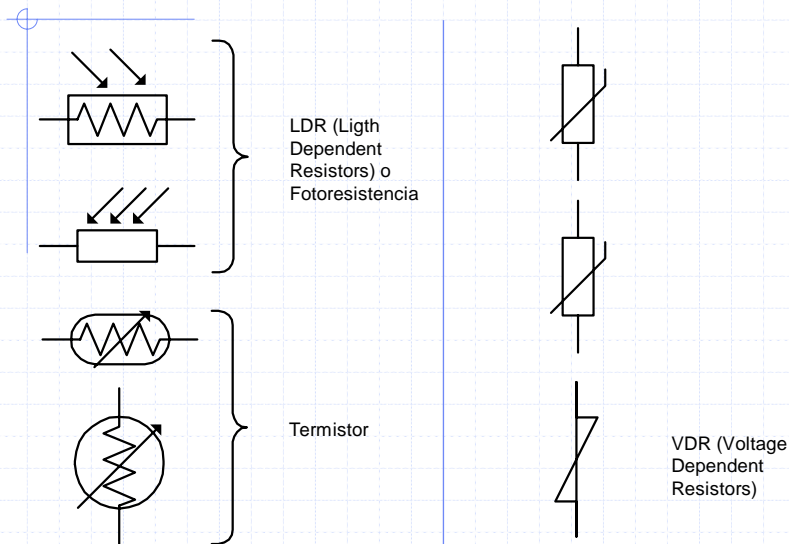 LDR (Ligth
Dependent
Resistors) o
Fotoresistencia
Termistor
VDR (Voltage
Dependent
Resistors)